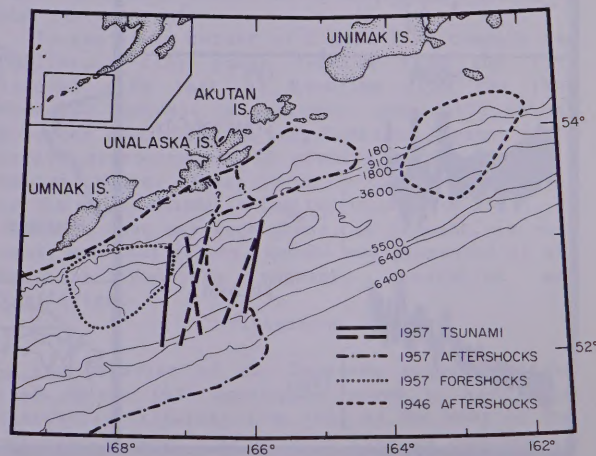 UNIMAK IS.
AKUTAN
IS.
UNALASKA IS.
UMNAK IS.
54°
180
910
1800
3600
5500
6400
6400
1957 TSUNAMI
1957 AFTERSHOCKS
1957 FORESHOCKS
1946 AFTERSHOCKS
52°
168°
166°
164°
162°